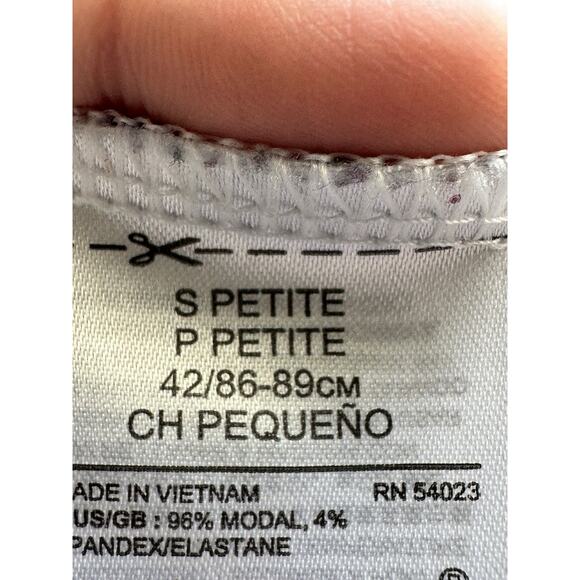 S PETITE
P PETITE
42/86-89CM
CH PEQUEÑO
ADE IN VIETNAM RN 54023
US/GB : 96% MODAL, 4%
PANDEX/ELASTANE
®